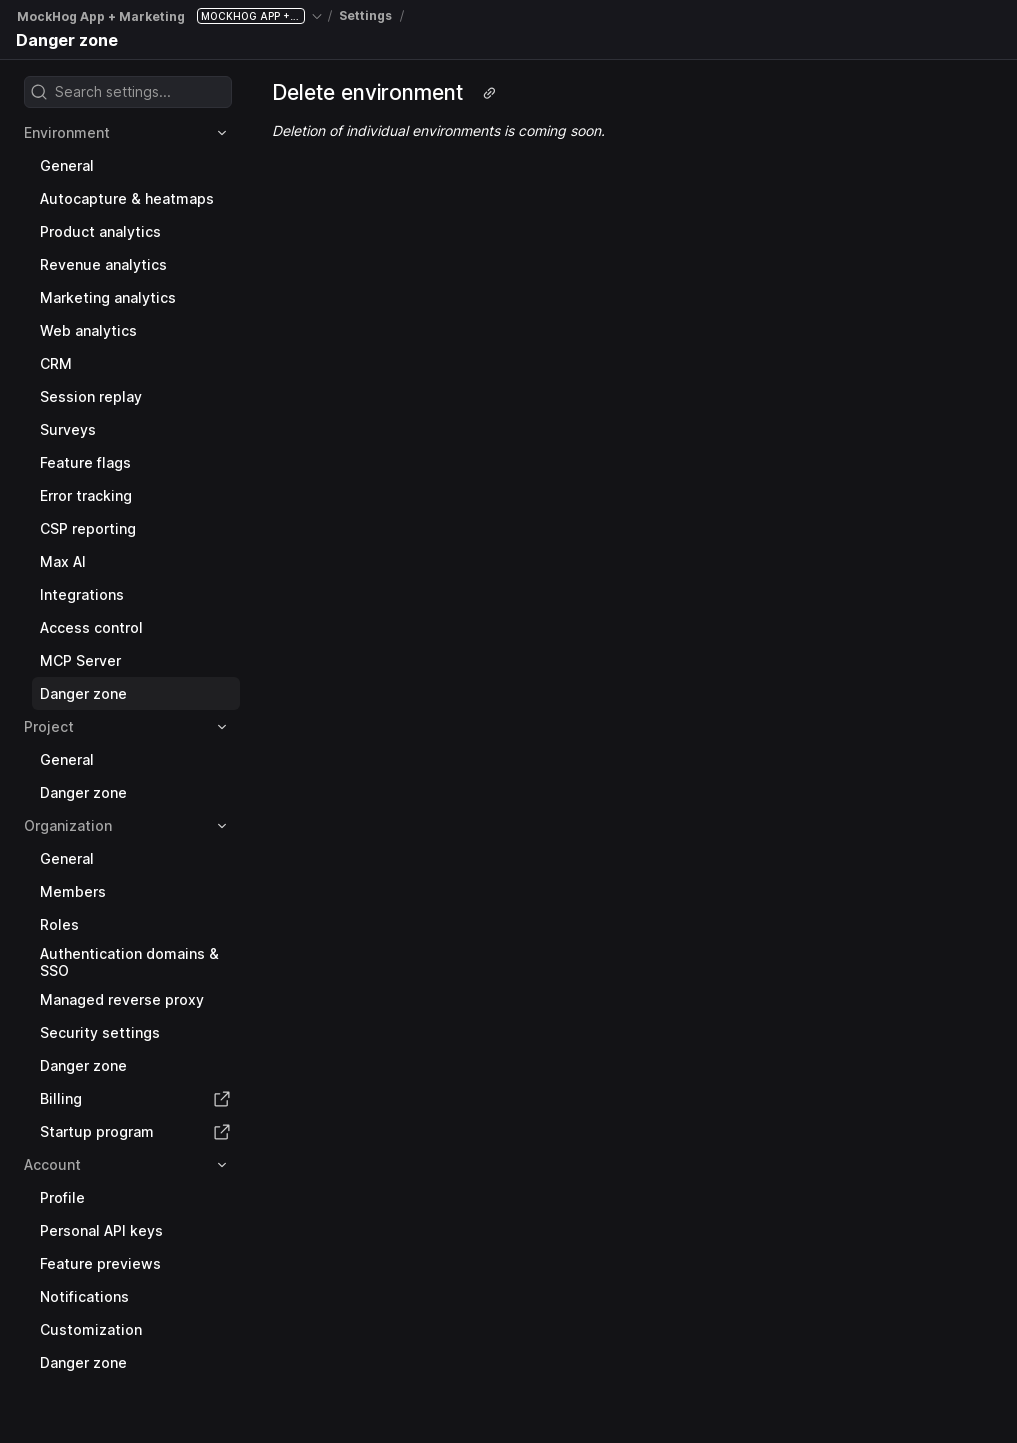 MockHog App + Marketing MOCKHOG APP +... / Settings /
Danger zone
Search settings...
Delete environment
Deletion of individual environments is coming soon.
Environment
General
Autocapture & heatmaps
Product analytics
Revenue analytics
Marketing analytics
Web analytics
CRM
Session replay
Surveys
Feature flags
Error tracking
CSP reporting
Max AI
Integrations
Access control
MCP Server
Danger zone
Project
General
Danger zone
Organization
General
Members
Roles
Authentication domains &
SSO
Managed reverse proxy
Security settings
Danger zone
Billing
Startup program
Account
Profile
Personal API keys
Feature previews
Notifications
Customization
Danger zone